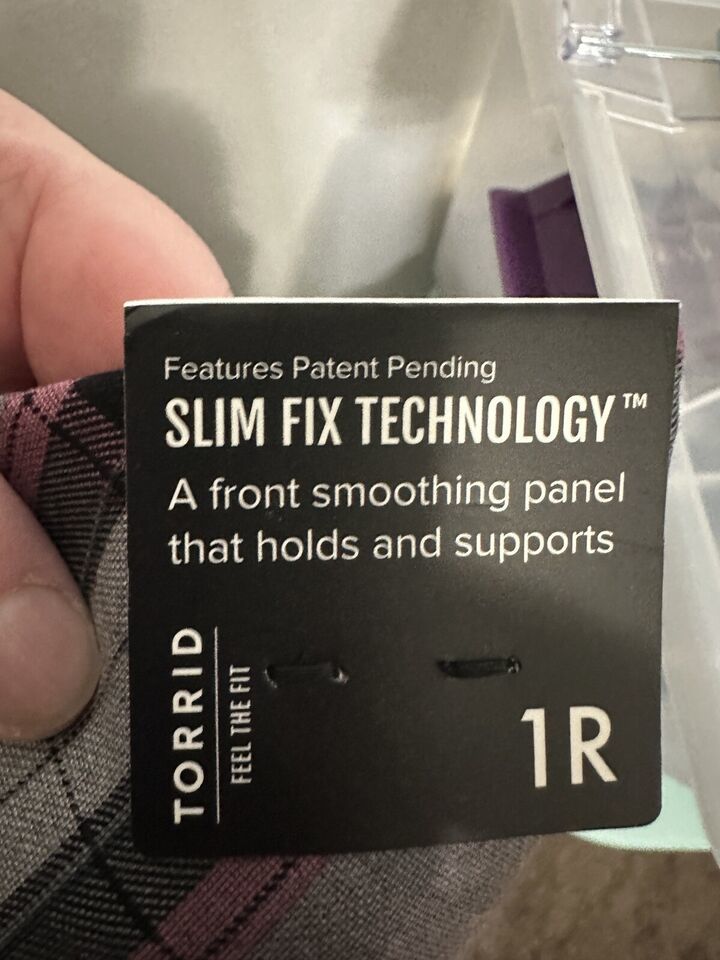 Features Patent Pending
SLIM FIX TECHNOLOGY™
A front smoothing panel
that holds and supports
TORRID
FEEL THE FIT
1R